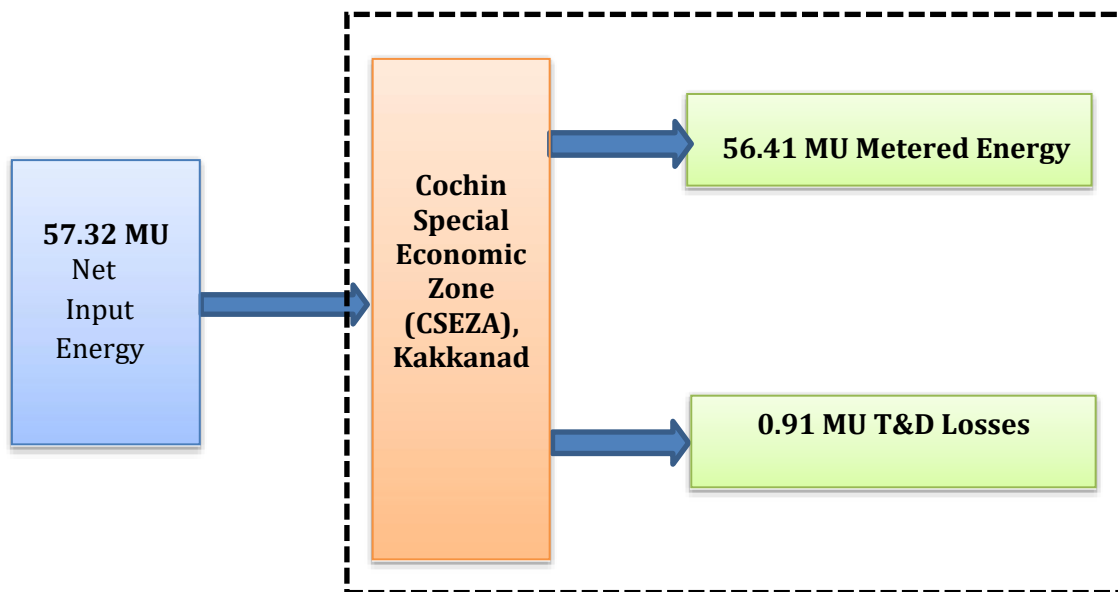 57.32 MU
Net
Input
Energy
Cochin
Special
Economic
Zone
(CSEZA),
Kakkanad
56.41 MU Metered Energy
0.91 MU T&D Losses